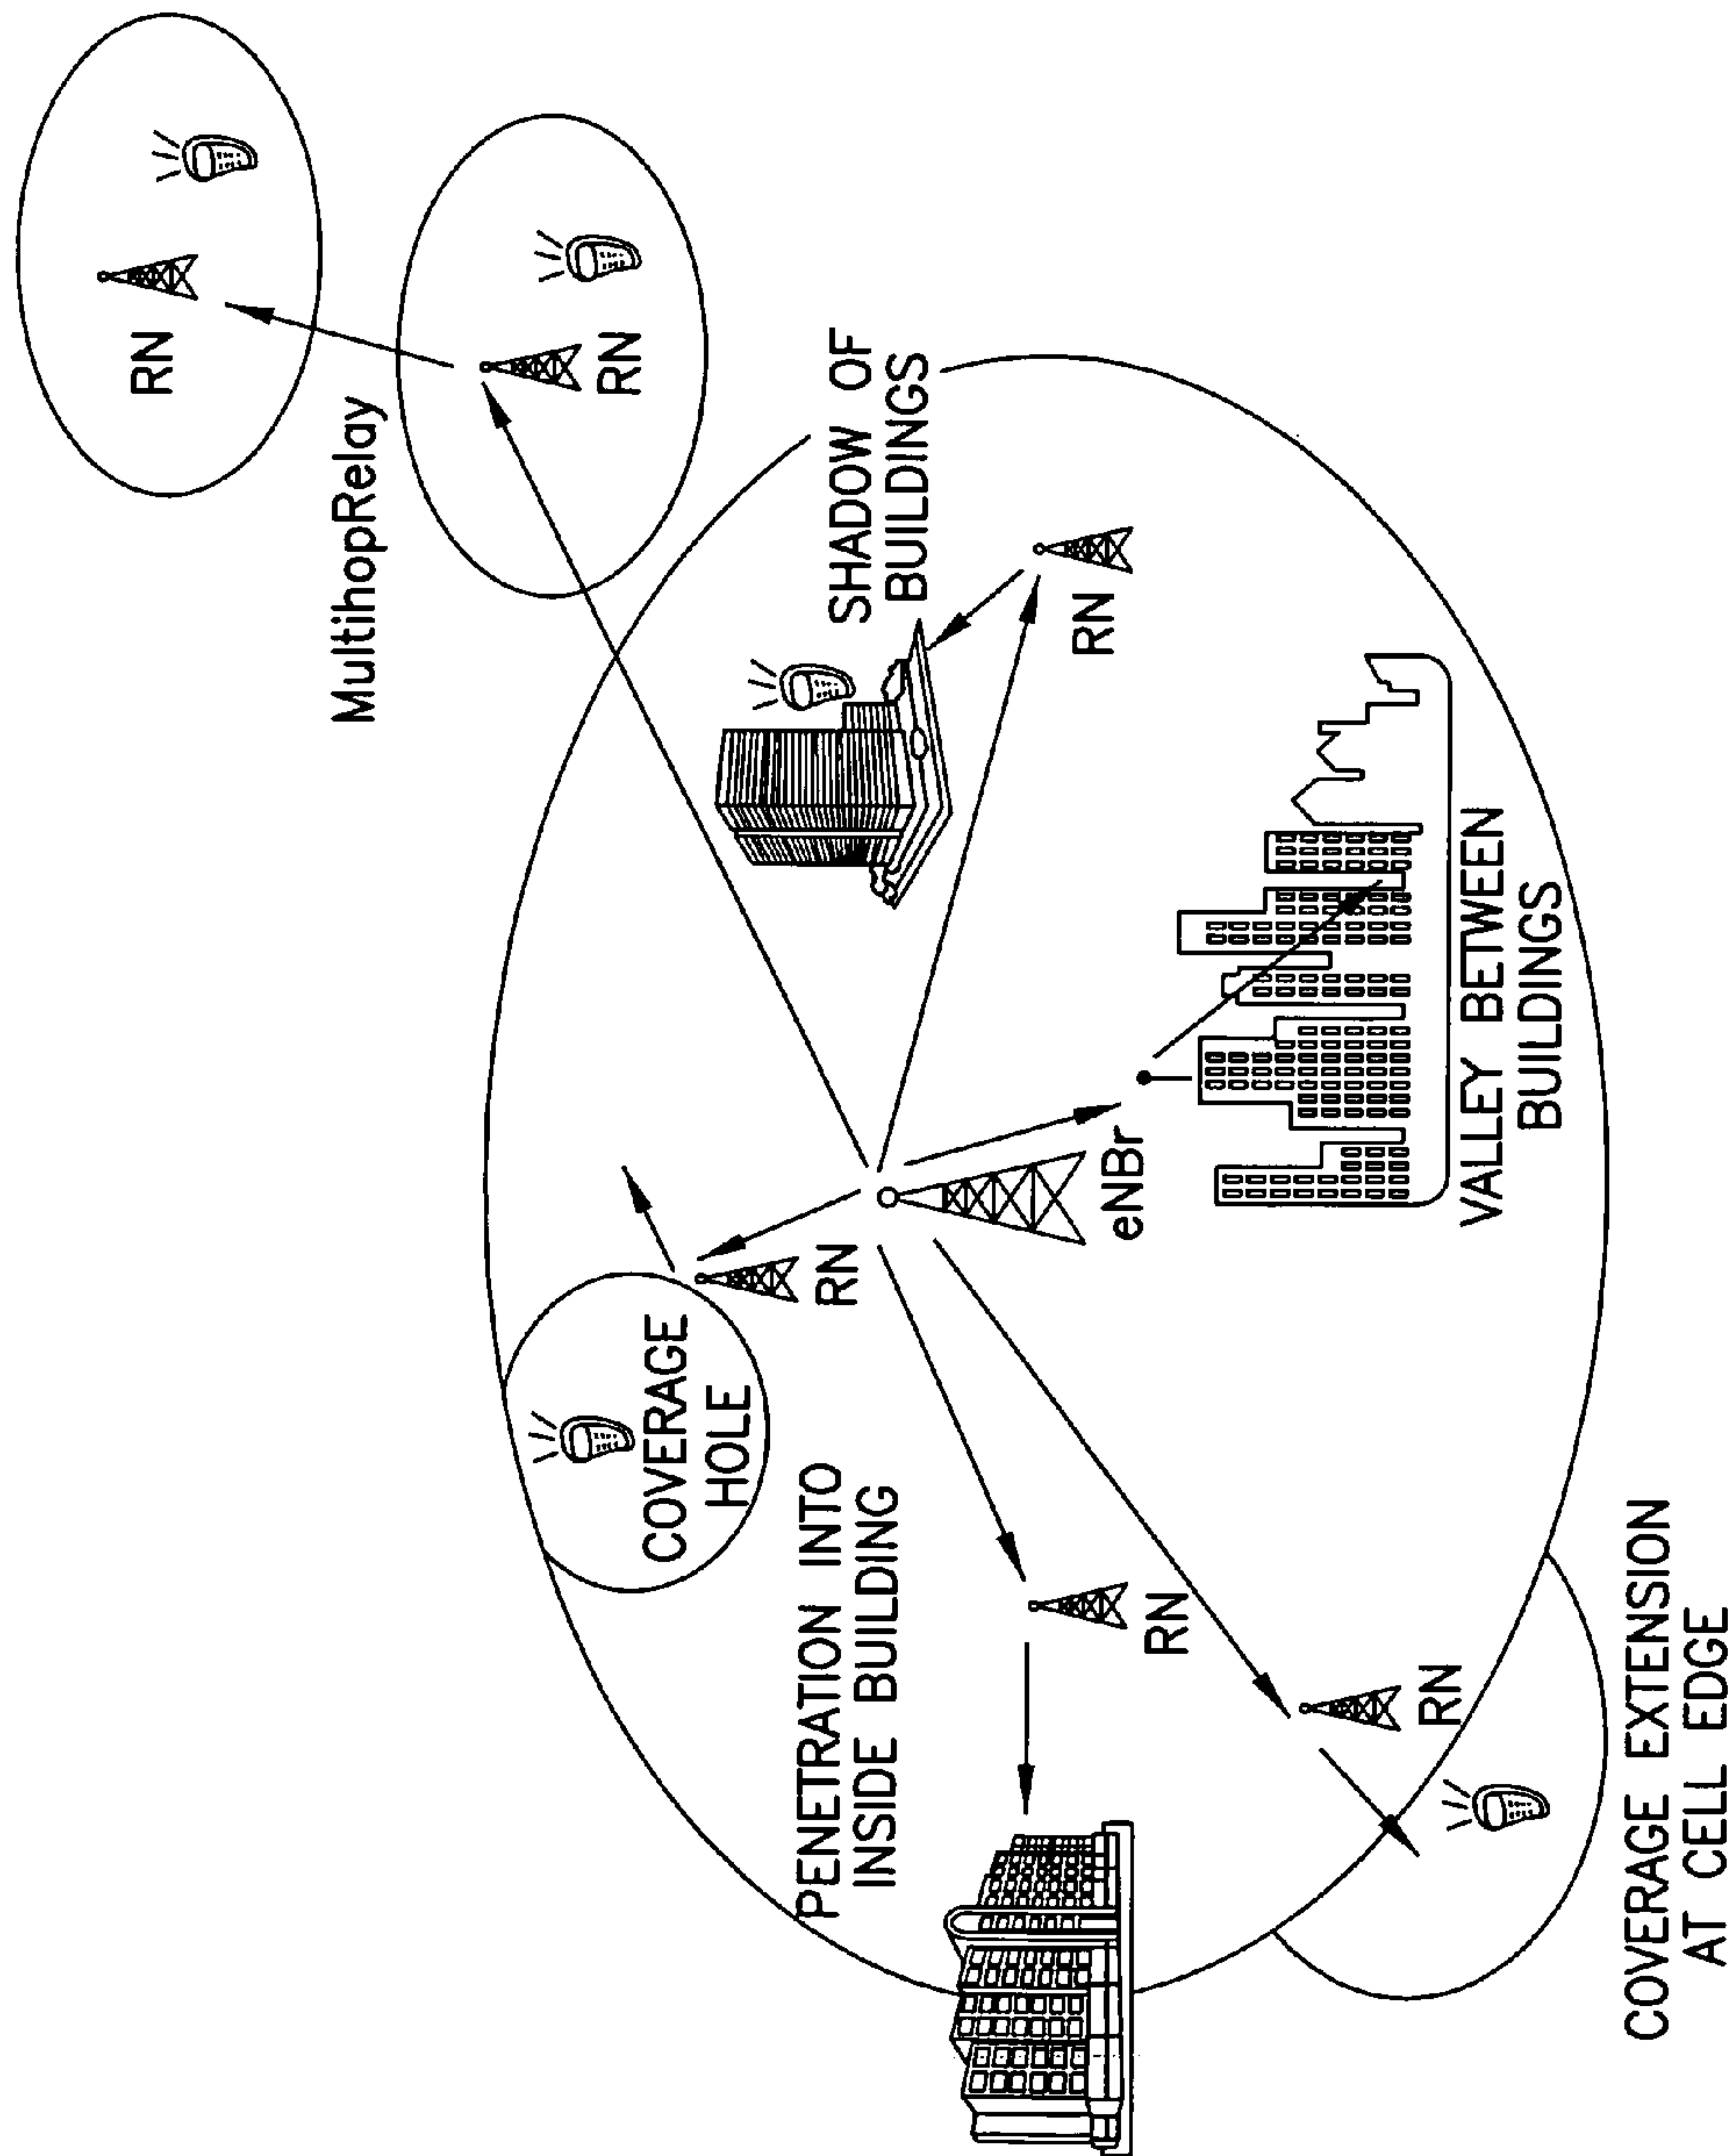 RN
MultihopRelay
RN
COVERAGE
HOLE
PENETRATION INTO
INSIDE BUILDING
RN
SHADOW OF
BUILDINGS
RN
eNBr
RN
RN
VALLEY BETWEEN
BUILDINGS
COVERAGE EXTENSION
AT CELL EDGE